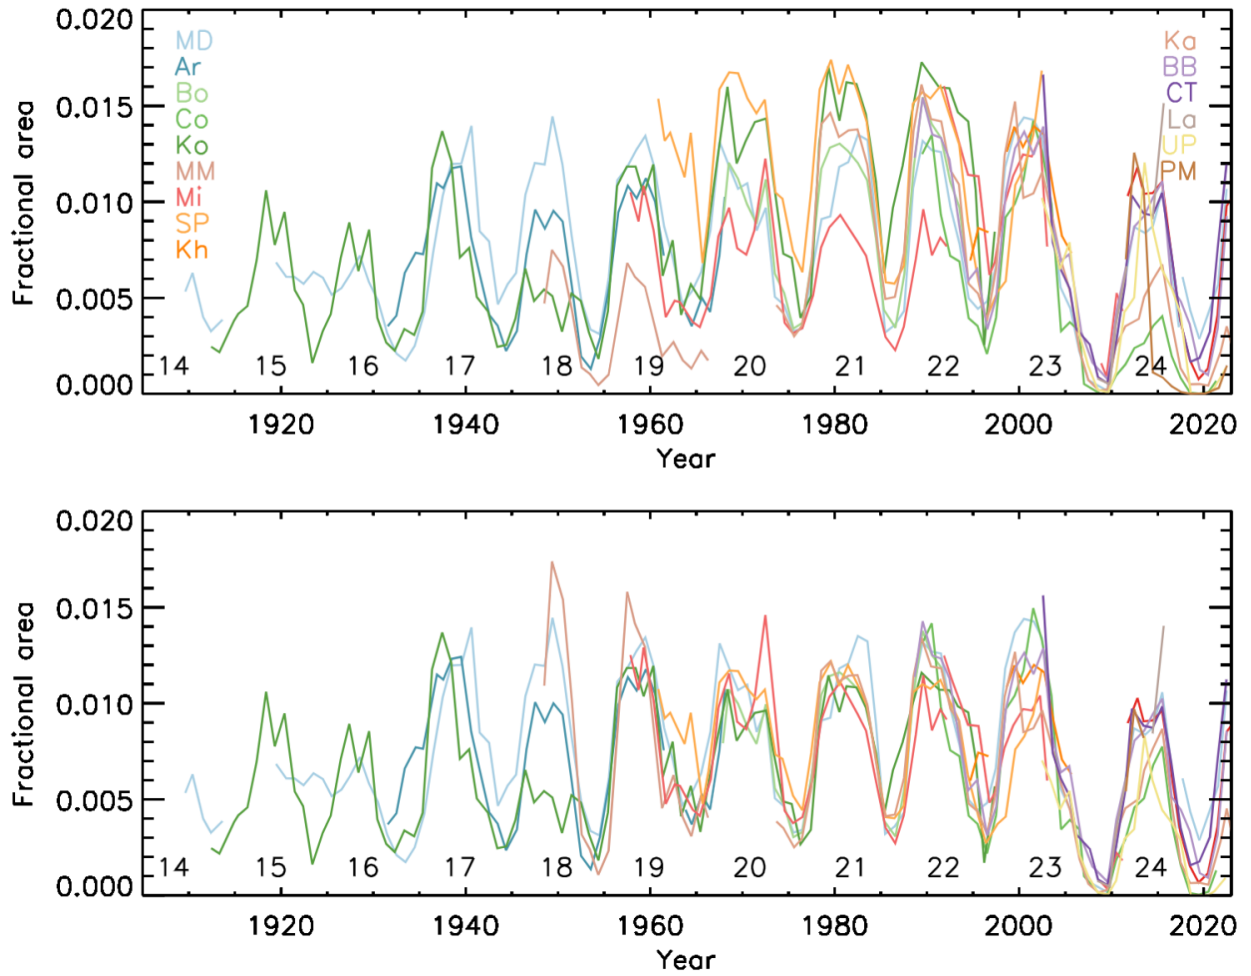 0.020
0.015
0.010
0.005
0.000
Fractional area
MD
Ar
Bo
Co
Ko
MM
Mi
SP
Kh
Ka
BB
CT
La
UP
PM
14 15 16 17 18 19 20 21 22 23 24
1920 1940 1960 1980 2000 2020
Year
0.020
0.015
0.010
0.005
0.000
Fractional area
14 15 16 17 18 19 20 21 22 23 24
1920 1940 1960 1980 2000 2020
Year